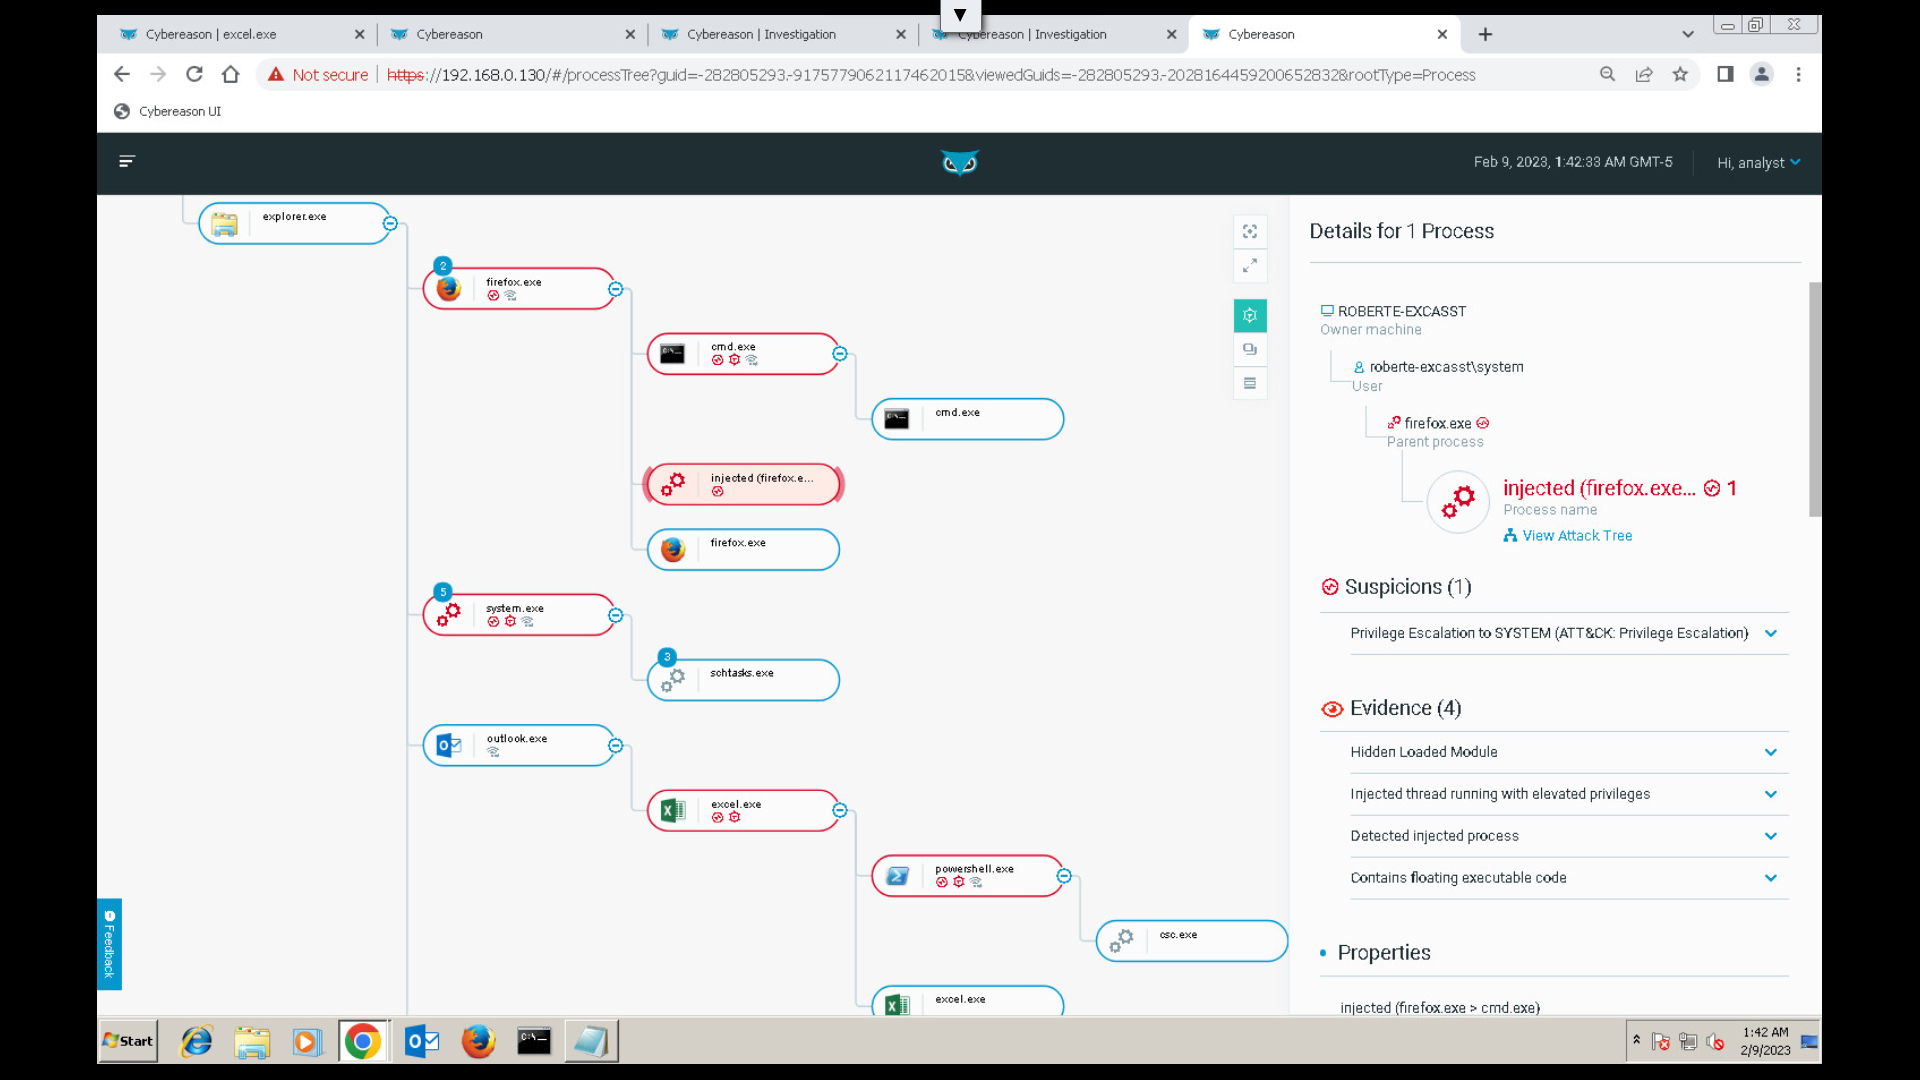 Cybereason | excel.exe
Cybereason
Cybereason | Investigation
Cybereason | Investigation
Cybereason
Not secure
https://192.168.0.130/#/processTree?guid=-282805293.-9175779062117462015&viewedGuids=-282805293.-2028164459200652832&rootType=Process
Cybereason UI
Feb 9, 2023, 1:42:33 AM GMT-5
Hi, analyst
explorer.exe
2
firefox.exe
cmd.exe
cmd.exe
injected (firefox.e...
firefox.exe
5
system.exe
3
schtasks.exe
outlook.exe
excel.exe
powershell.exe
csc.exe
excel.exe
Feedback
Details for 1 Process
ROBERTE-EXCASST
Owner machine
roberte-excasst\system
User
firefox.exe
Parent process
injected (firefox.exe... 1
Process name
View Attack Tree
Suspicions (1)
Privilege Escalation to SYSTEM (ATT&CK: Privilege Escalation)
Evidence (4)
Hidden Loaded Module
Injected thread running with elevated privileges
Detected injected process
Contains floating executable code
Properties
injected (firefox.exe > cmd.exe)
Start
1:42 AM
2/9/2023